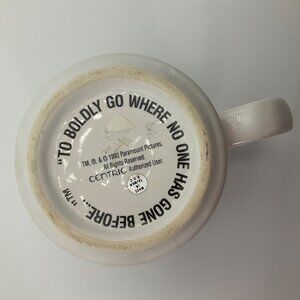 "TO BOLDLY GO WHERE NO ONE HAS GONE BEFORE..."TM
TM, ®, & © 1993 Paramount Pictures.
All Rights Reserved.
CENTRIC Authorized User.